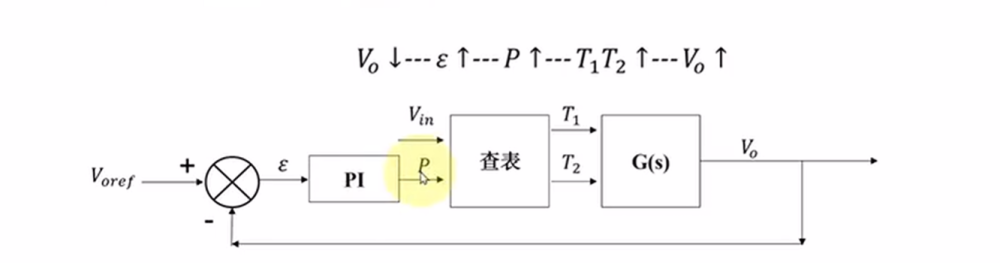 V_o ↓---ε ↑---P ↑---T_1T_2 ↑---V_o ↑
V_in
T_1
V_oref
+
ε
PI
P
查表
T_2
G(s)
V_o
-